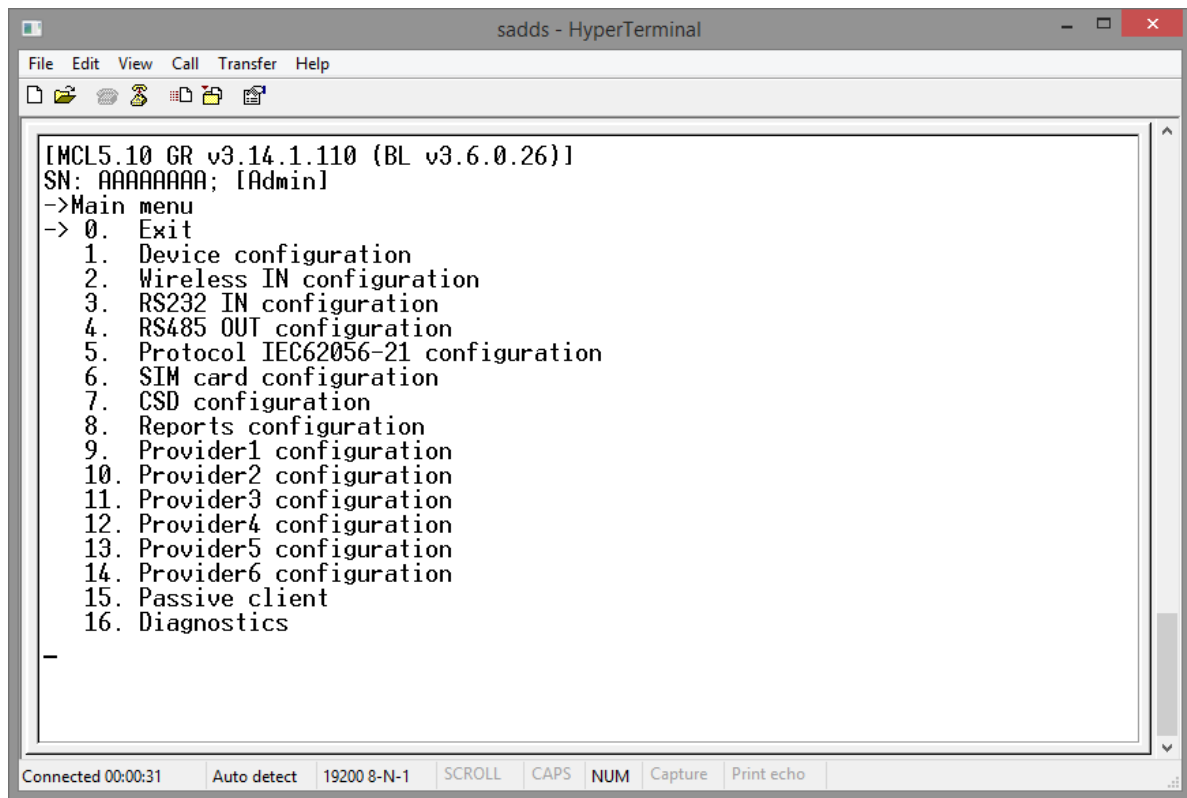 sadds - HyperTerminal
File Edit View Call Transfer Help
[MCL5.10 GR v3.14.1.110 (BL v3.6.0.26)]
SN: AAAAAAAA; [Admin]
->Main menu
-> 0. Exit
1. Device configuration
2. Wireless IN configuration
3. RS232 IN configuration
4. RS485 OUT configuration
5. Protocol IEC62056-21 configuration
6. SIM card configuration
7. CSD configuration
8. Reports configuration
9. Provider1 configuration
10. Provider2 configuration
11. Provider3 configuration
12. Provider4 configuration
13. Provider5 configuration
14. Provider6 configuration
15. Passive client
16. Diagnostics
_
Connected 00:00:31 Auto detect 19200 8-N-1 SCROLL CAPS NUM Capture Print echo